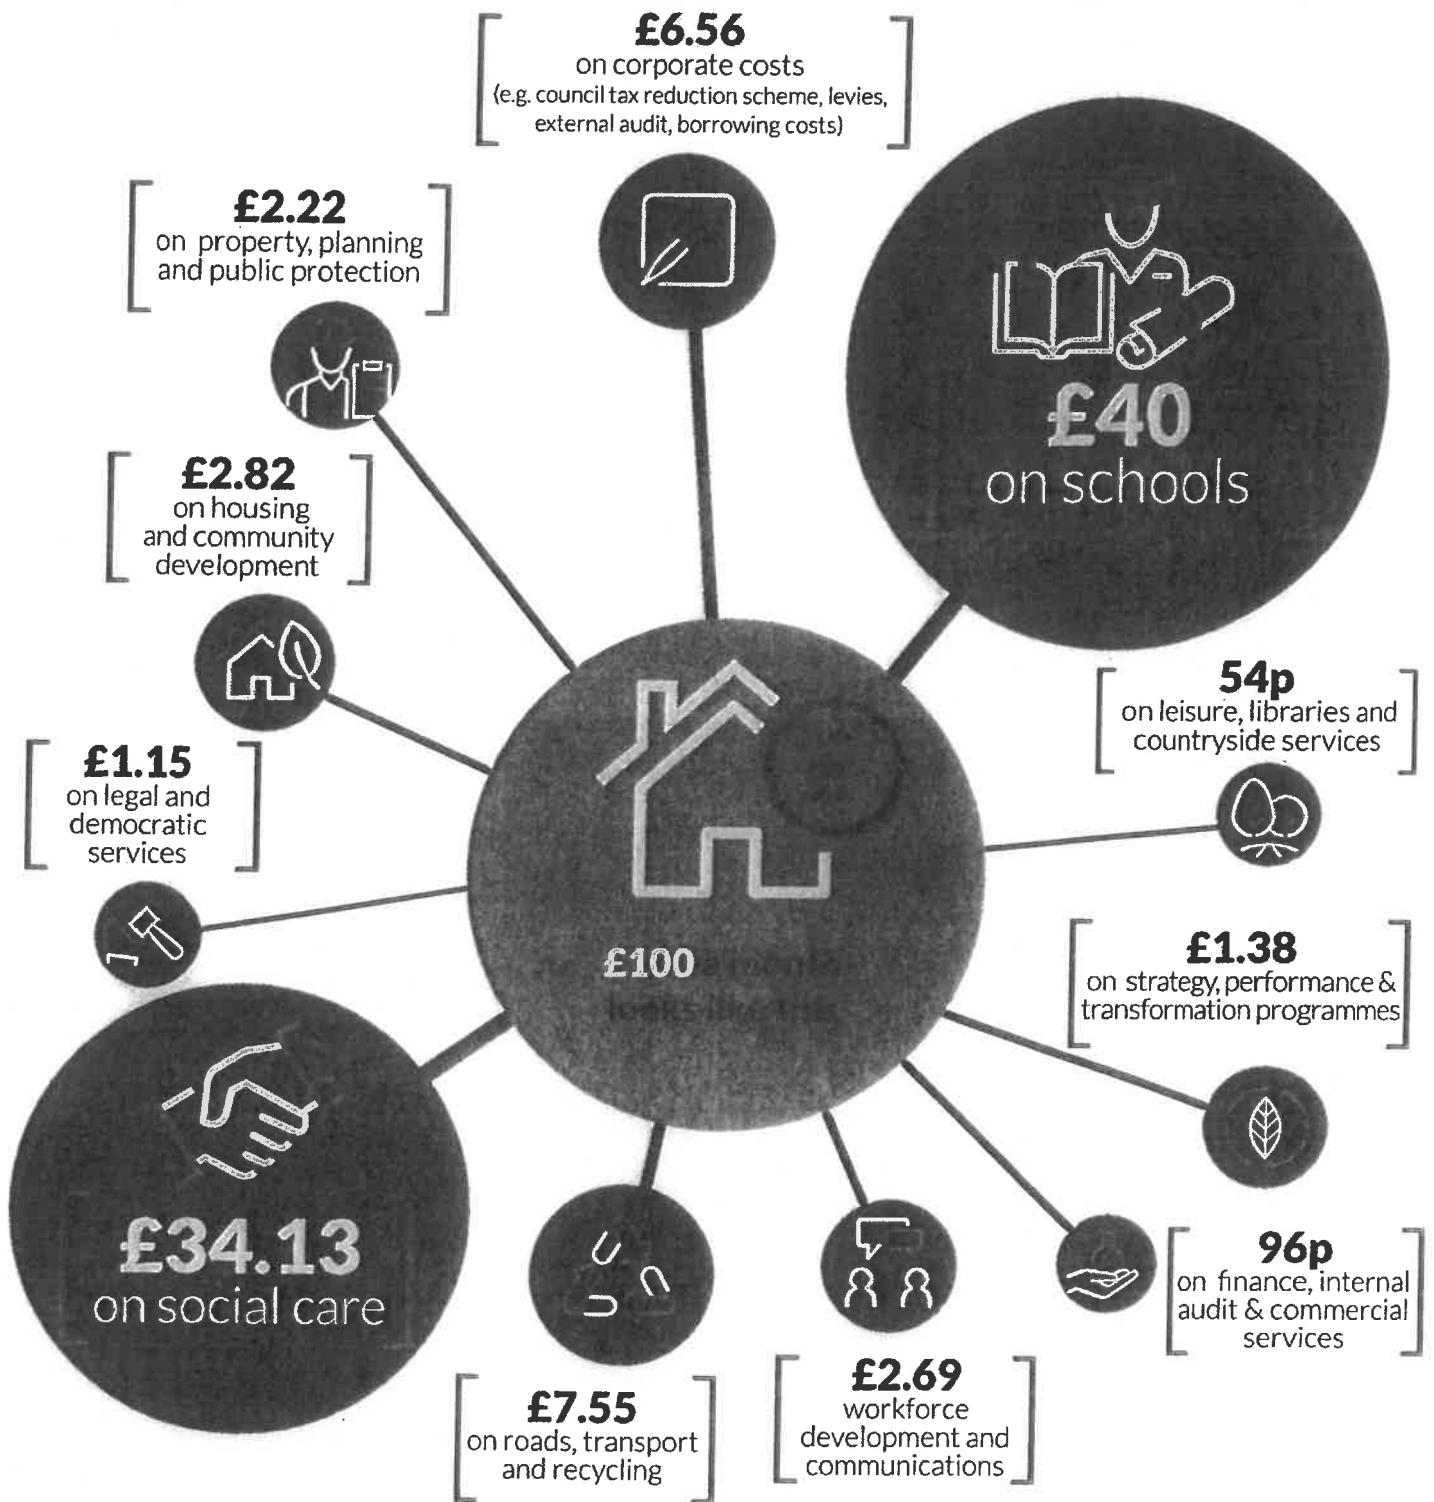 £6.56
on corporate costs
(e.g. council tax reduction scheme, levies,
external audit, borrowing costs)
£2.22
on property, planning
and public protection
£40
on schools
£2.82
on housing
and community
development
54p
on leisure, libraries and
countryside services
£1.15
on legal and
democratic
services
£100 a month
looks like this
£1.38
on strategy, performance &
transformation programmes
£34.13
on social care
96p
on finance, internal
audit & commercial
services
£7.55
on roads, transport
and recycling
£2.69
workforce
development and
communications